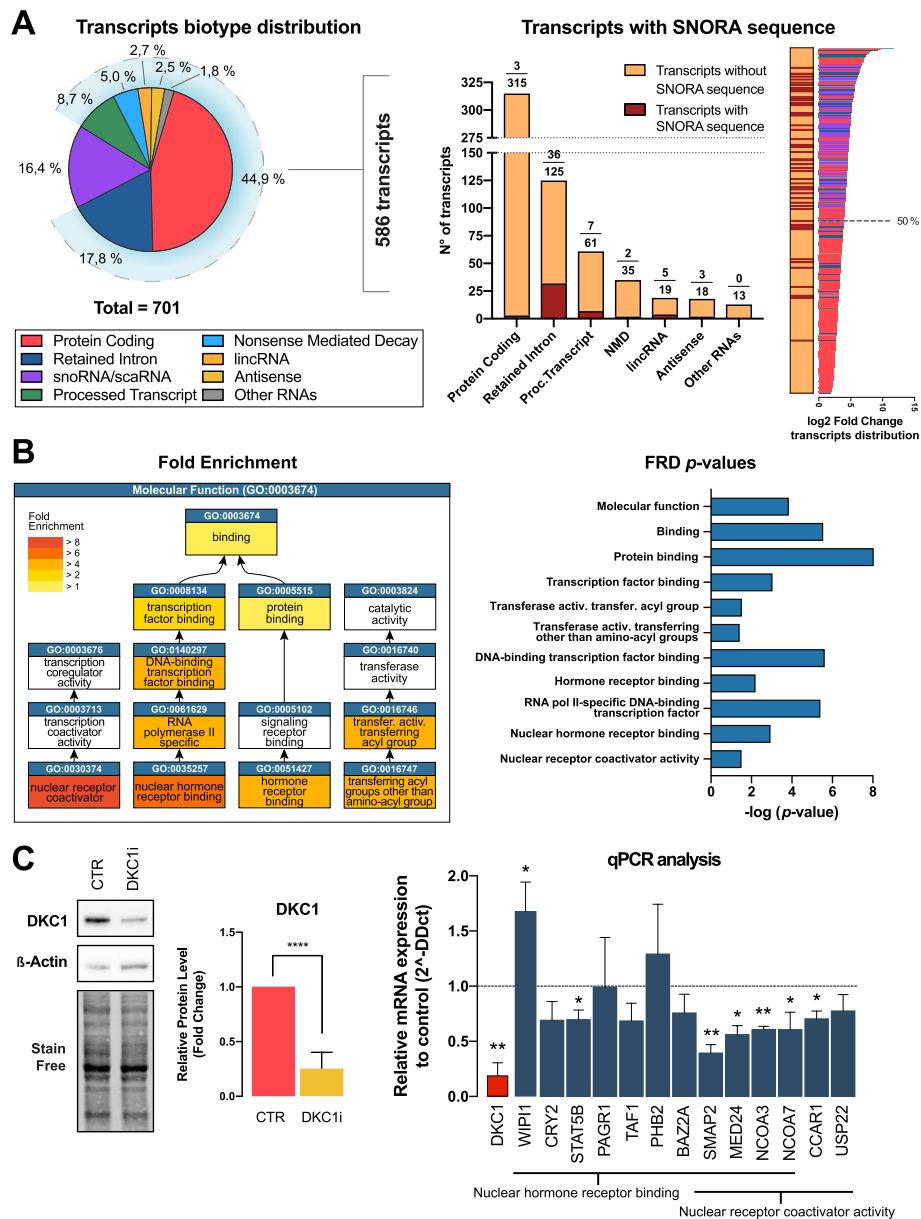 A
Transcripts biotype distribution
2,7 %
2,5 %
1,8 %
5,0 %
8,7 %
16,4 %
44,9 %
17,8 %
586 transcripts
Total = 701
Protein Coding
Retained Intron
snoRNA/scaRNA
Processed Transcript
Nonsense Mediated Decay
lincRNA
Antisense
Other RNAs
Transcripts with SNORA sequence
N° of transcripts
325
300
275
150
125
100
75
50
25
0
3
315
36
125
7
61
2
35
5
19
3
18
0
13
Transcripts without
SNORA sequence
Transcripts with
SNORA sequence
Protein Coding
Retained Intron
Proc. Transcript
NMD
lincRNA
Antisense
Other RNAs
50 %
0
5
10
15
log2 Fold Change
transcripts distribution
B
Fold Enrichment
Molecular Function (GO:0003674)
Fold
Enrichment
> 8
> 6
> 4
> 2
> 1
GO:0003674
binding
GO:0008134
transcription
factor binding
GO:0005515
protein
binding
GO:0003824
catalytic
activity
GO:0003676
transcription
coregulator
activity
GO:0140297
DNA-binding
transcription
factor binding
GO:0016740
transferase
activity
GO:0003713
transcription
coactivator
activity
GO:0061629
RNA
polymerase II
specific
GO:0005102
signaling
receptor
binding
GO:0016746
transfer. activ.
transferring
acyl group
GO:0030374
nuclear receptor
coactivator
GO:0035257
nuclear hormone
receptor binding
GO:0051427
hormone
receptor
binding
GO:0016747
transferring acyl
groups other than
amino-acyl group
FRD p-values
Molecular function
Binding
Protein binding
Transcription factor binding
Transferase activ. transfer. acyl group
Transferase activ. transferring
other than amino-acyl groups
DNA-binding transcription factor binding
Hormone receptor binding
RNA pol II-specific DNA-binding
transcription factor
Nuclear hormone receptor binding
Nuclear receptor coactivator activity
0
2
4
6
8
-log (p-value)
C
CTR
DKC1i
DKC1
ß-Actin
Stain
Free
DKC1
Relative Protein Level
(Fold Change)
1.5
1.0
0.5
0.0
****
CTR
DKC1i
qPCR analysis
Relative mRNA expression
to control (2^-DDct)
2.0
1.5
1.0
0.5
0.0
**
*
*
**
*
**
*
*
DKC1
WIPI1
CRY2
STAT5B
PAGR1
TAF1
PHB2
BAZ2A
SMAP2
MED24
NCOA3
NCOA7
CCAR1
USP22
Nuclear hormone receptor binding
Nuclear receptor coactivator activity